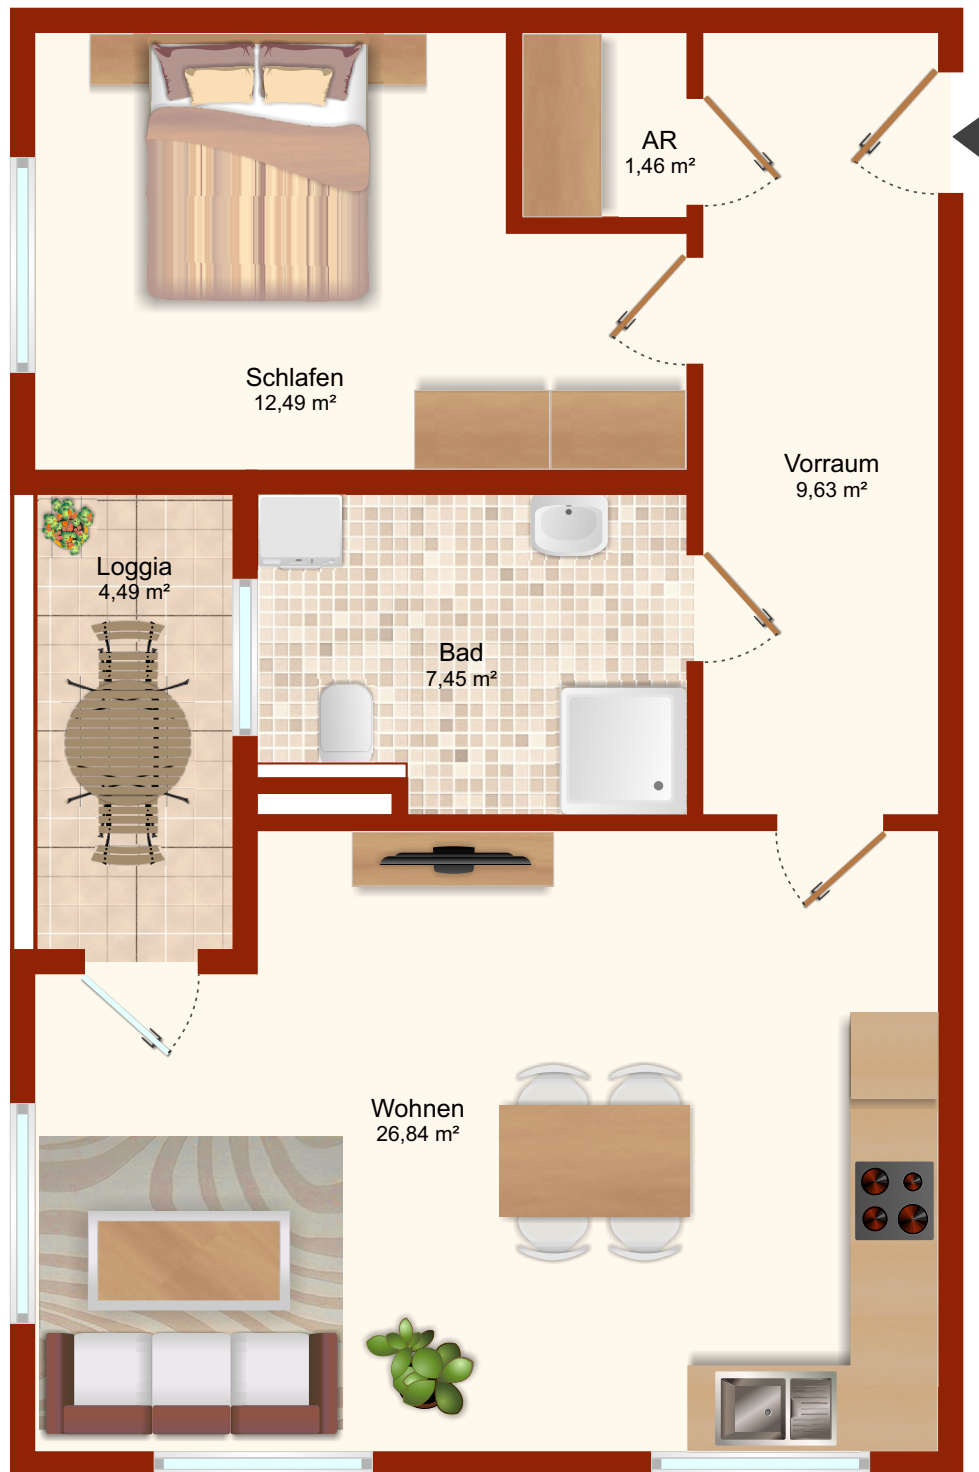 AR
1,46 m²
Schlafen
12,49 m²
Vorraum
9,63 m²
Loggia
4,49 m²
Bad
7,45 m²
Wohnen
26,84 m²